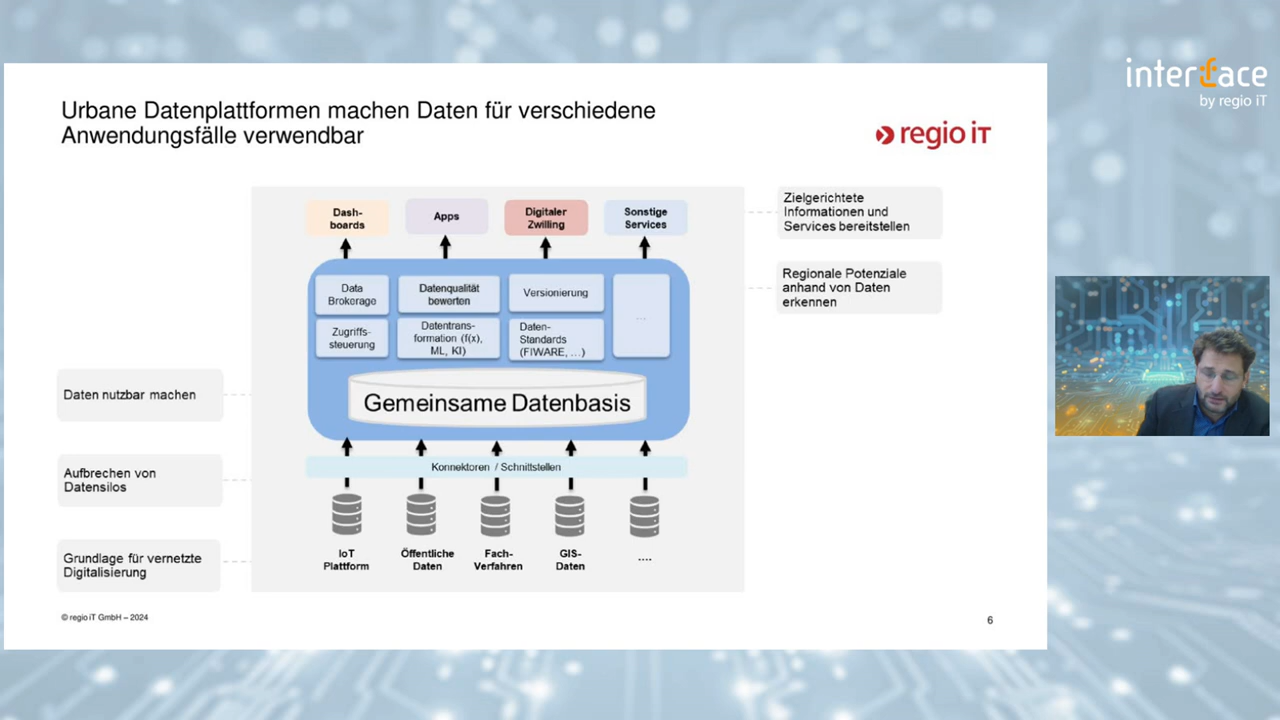 interface
by regio iT
Urbane Datenplattformen machen Daten für verschiedene
Anwendungsfälle verwendbar
regio iT
Dash-
boards
Apps
Digitaler
Zwilling
Sonstige
Services
Zielgerichtete
Informationen und
Services bereitstellen
Regionale Potenziale
anhand von Daten
erkennen
Data
Brokerage
Datenqualität
bewerten
Versionierung
...
Zugriffs-
steuerung
Datentrans-
formation (f(x),
ML, KI)
Daten-
Standards
(FIWARE, …)
Gemeinsame Datenbasis
Daten nutzbar machen
Aufbrechen von
Datensilos
Grundlage für vernetzte
Digitalisierung
Konnektoren / Schnittstellen
IoT
Plattform
Öffentliche
Daten
Fach-
Verfahren
GIS-
Daten
....
© regio iT GmbH – 2024
6